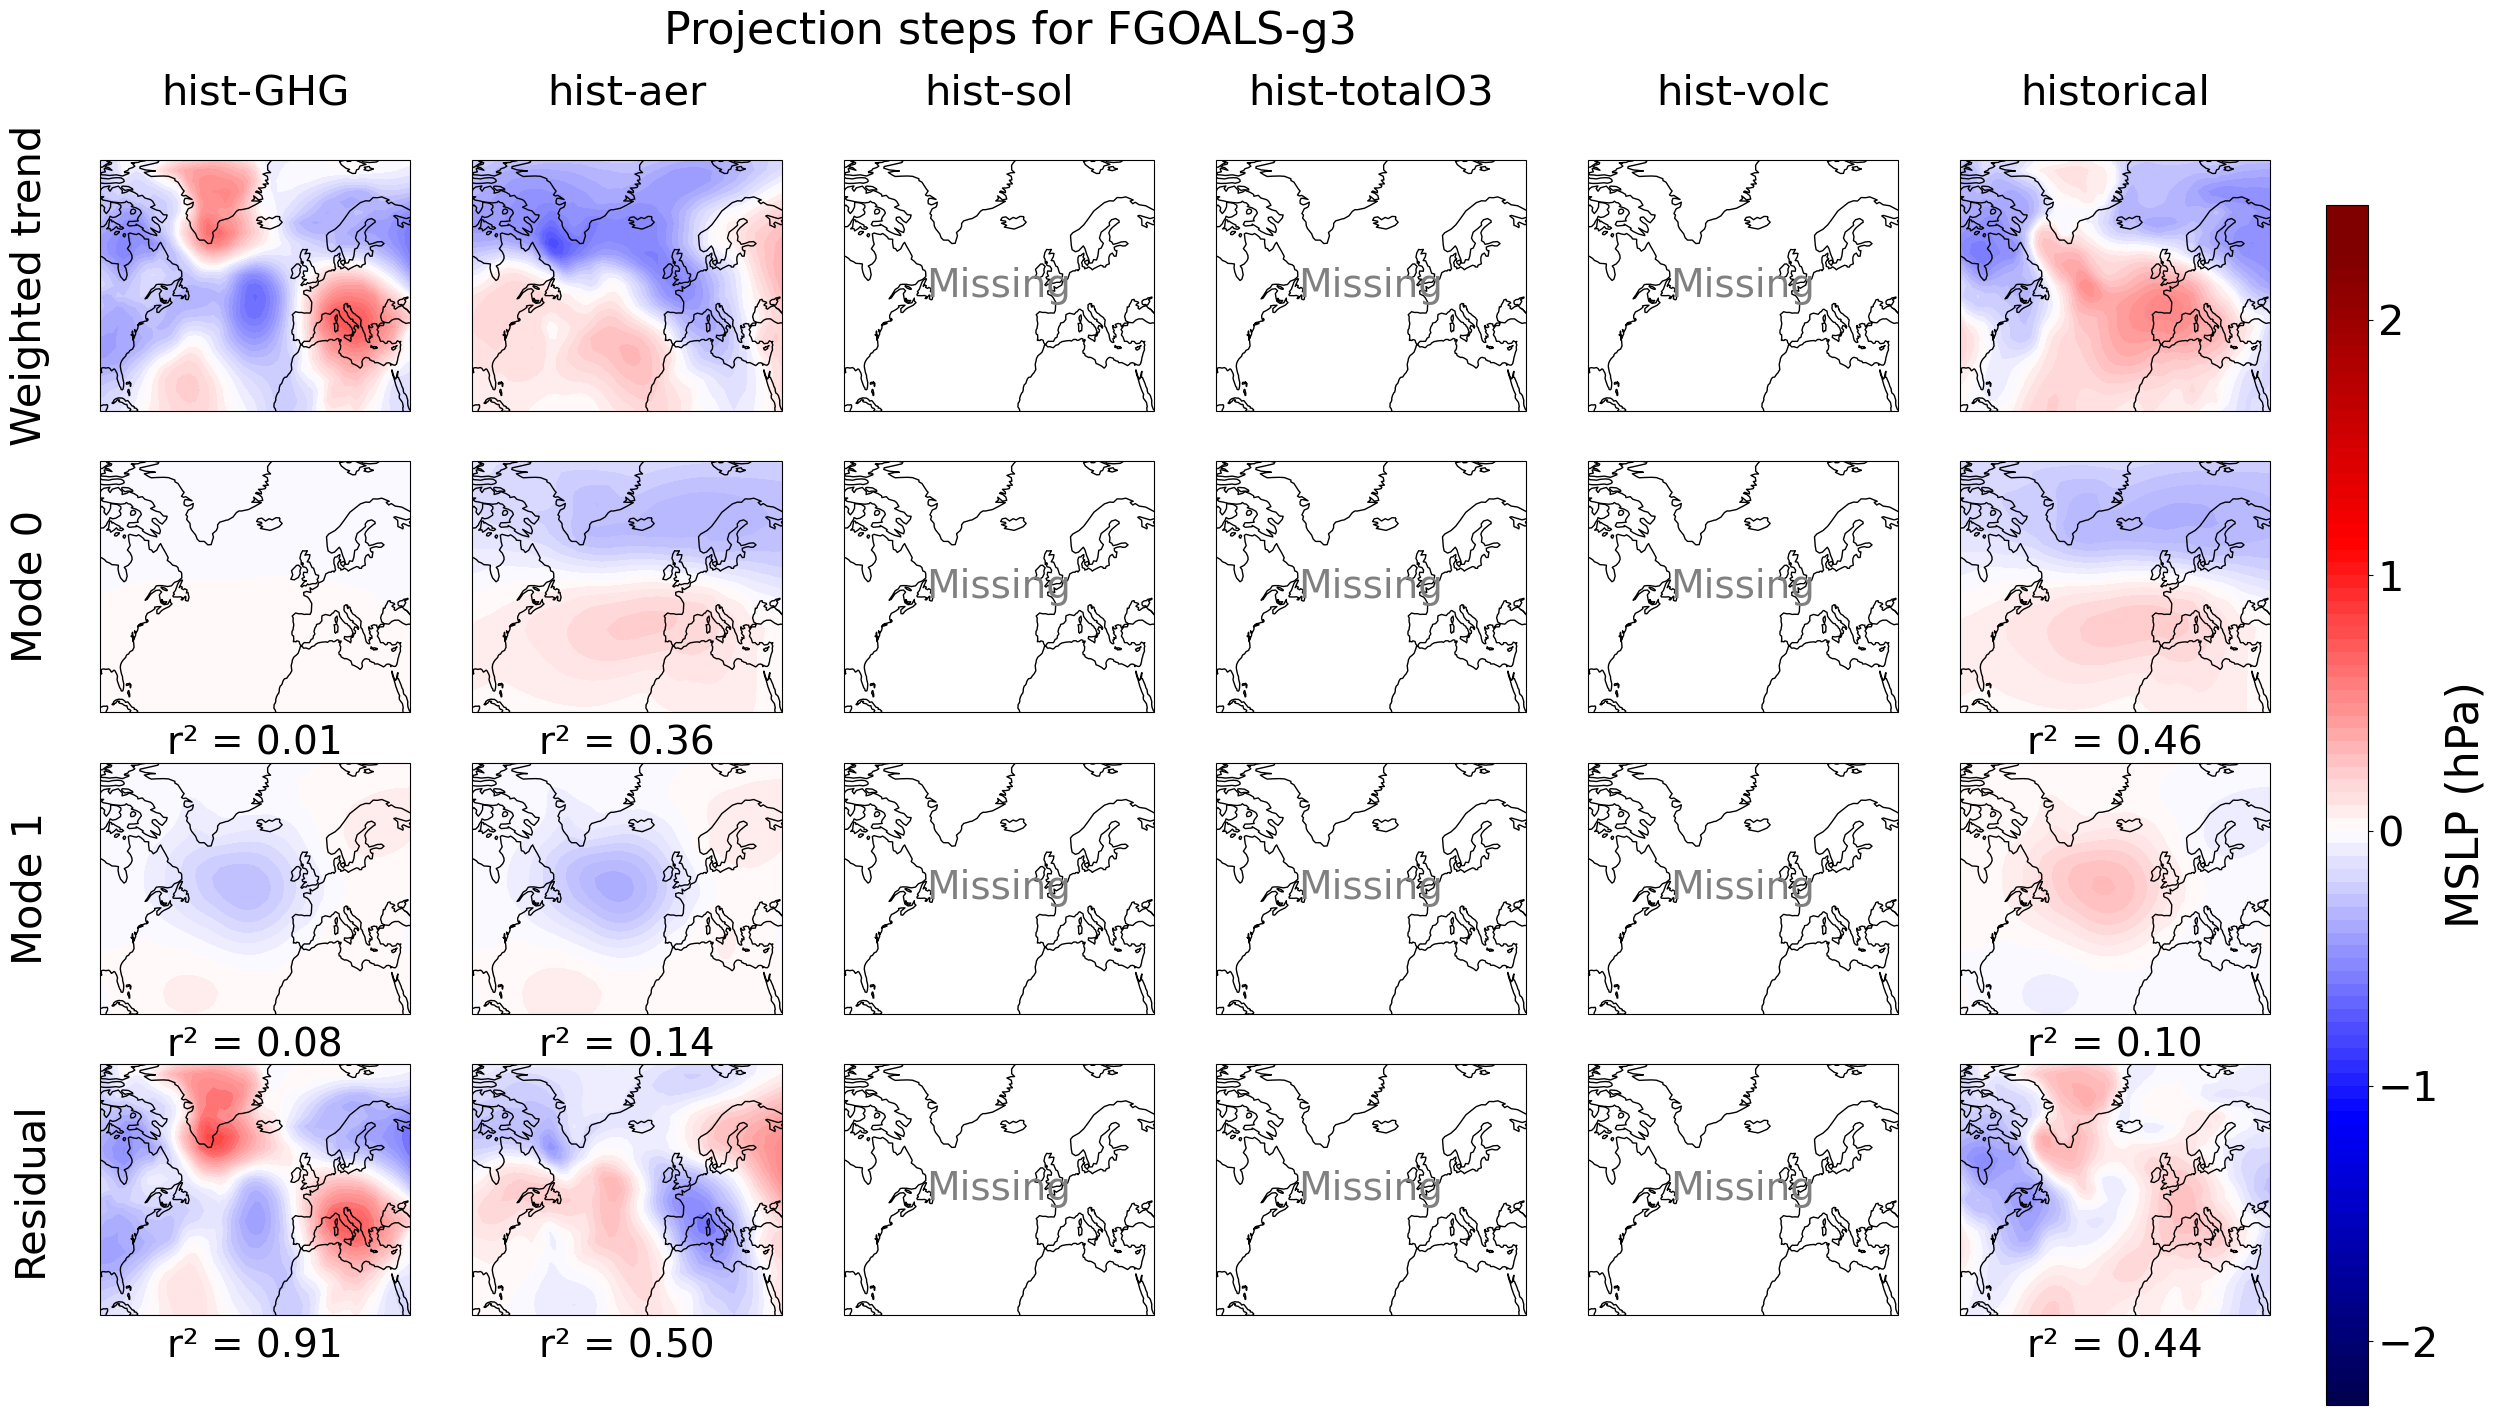 Projection steps for FGOALS-g3
hist-GHG
hist-aer
hist-sol
hist-totalO3
hist-volc
historical
Weighted trend
Missing
Missing
Missing
Mode 0
Missing
Missing
Missing
r² = 0.01
r² = 0.36
r² = 0.46
Mode 1
Missing
Missing
Missing
r² = 0.08
r² = 0.14
r² = 0.10
Residual
Missing
Missing
Missing
r² = 0.91
r² = 0.50
r² = 0.44
2
1
0
−1
−2
MSLP (hPa)